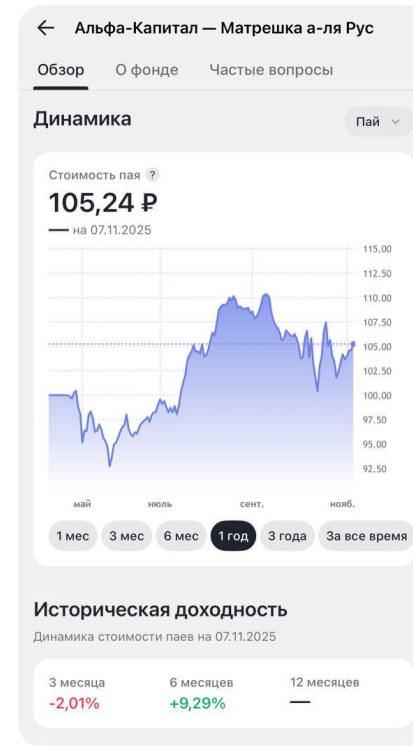 ← Альфа-Капитал — Матрешка а-ля Рус
Обзор О фонде Частые вопросы
Динамика Пай
Стоимость пая ?
105,24 ₽
— на 07.11.2025
115.00
112.50
110.00
107.50
105.00
102.50
100.00
97.50
95.00
92.50
май июль сент. нояб.
1 мес 3 мес 6 мес 1 год 3 года За все время
Историческая доходность
Динамика стоимости паев на 07.11.2025
3 месяца 6 месяцев 12 месяцев
-2,01% +9,29% —